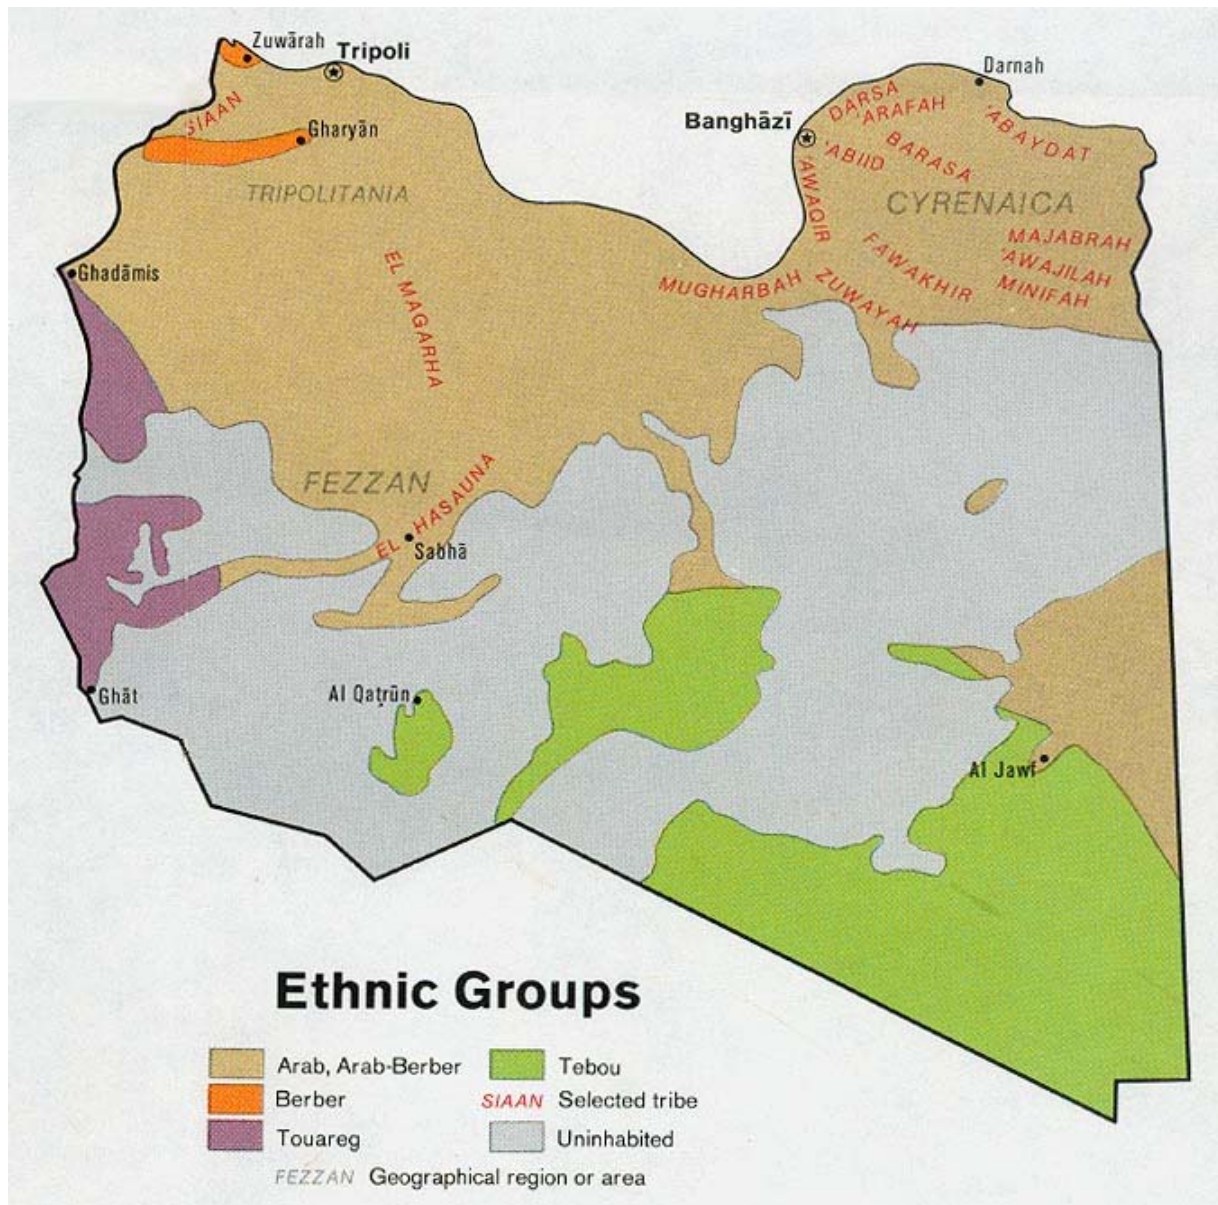 Zuwārah
Tripoli
Darnah
SIAAN
Gharyān
TRIPOLITANIA
Banghāzī
DARSA
'ARAFAH
'ABAYDAT
BARASA
'ABIID
'AWAQIR
CYRENAICA
MAJABRAH
'AWAJILAH
MINIFAH
FAWAKHIR
ZUWAYAH
MUGHARBAH
Ghadāmis
EL MAGARHA
FEZZAN
EL HASAUNA
Sabhā
Ghāt
Al Qaţrūn
Al Jawf
Ethnic Groups
Arab, Arab-Berber
Tebou
Berber
SIAAN Selected tribe
Touareg
Uninhabited
FEZZAN Geographical region or area